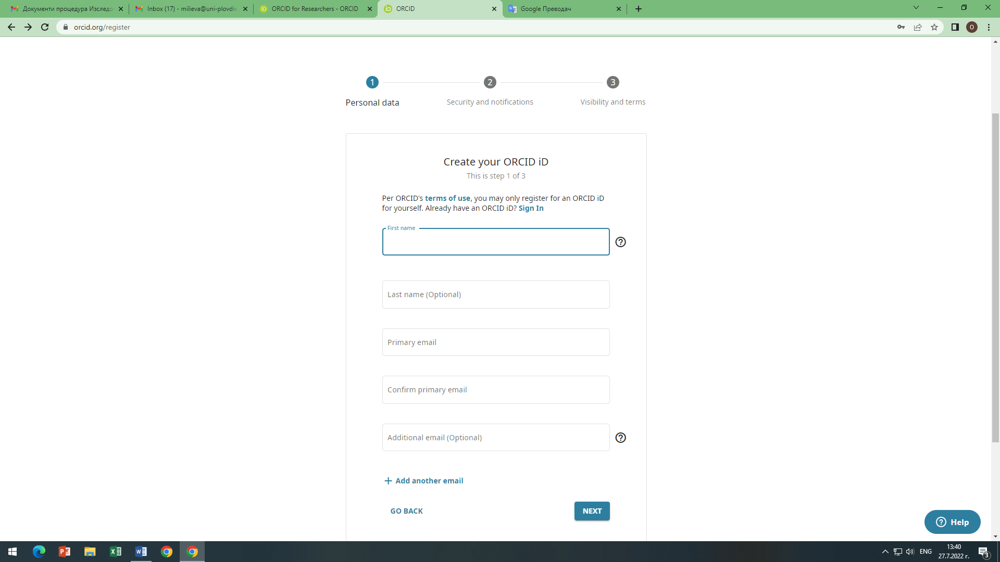 Документи процедура Изследо
Inbox (17) - milieva@uni-plovdiv.
ORCID for Researchers - ORCID
ORCID
Google Преводач
orcid.org/register
O
1
2
3
Personal data
Security and notifications
Visibility and terms
Create your ORCID iD
This is step 1 of 3
Per ORCID's terms of use, you may only register for an ORCID iD
for yourself. Already have an ORCID iD? Sign In
First name
Last name (Optional)
Primary email
Confirm primary email
Additional email (Optional)
Add another email
GO BACK
NEXT
Help
ENG
13:40
27.7.2022 г.
3